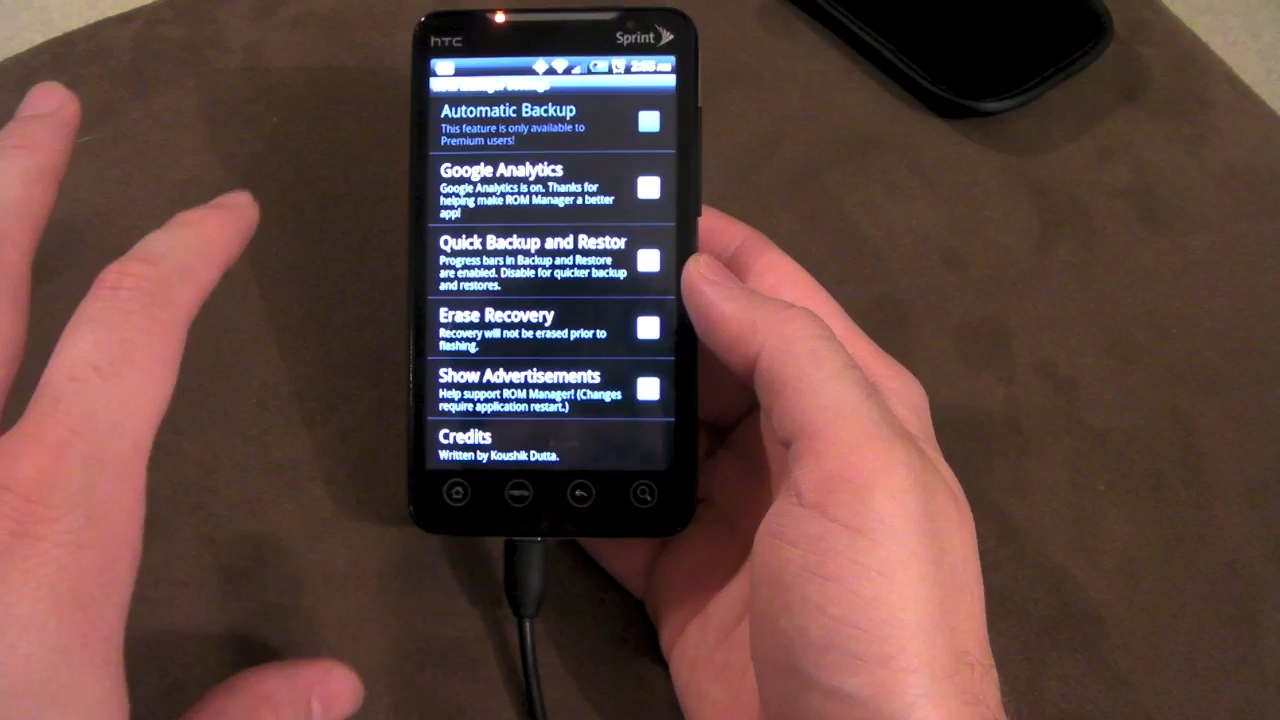 hTC
Sprint
Automatic Backup
This feature is only available to
Premium users!
Google Analytics
Google Analytics is on. Thanks for
helping make ROM Manager a better
app!
Quick Backup and Restor
Progress bars in Backup and Restore
are enabled. Disable for quicker backup
and restores.
Erase Recovery
Recovery will not be erased prior to
flashing.
Show Advertisements
Help support ROM Manager! (Changes
require application restart.)
Credits
Written by Koushik Dutta.